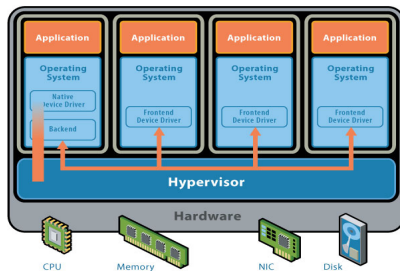 Application
Application
Application
Application
Operating
System
Operating
System
Operating
System
Operating
System
Native
Device Driver
Backend
Frontend
Device Driver
Frontend
Device Driver
Frontend
Device Driver
Hypervisor
Hardware
CPU
Memory
NIC
Disk